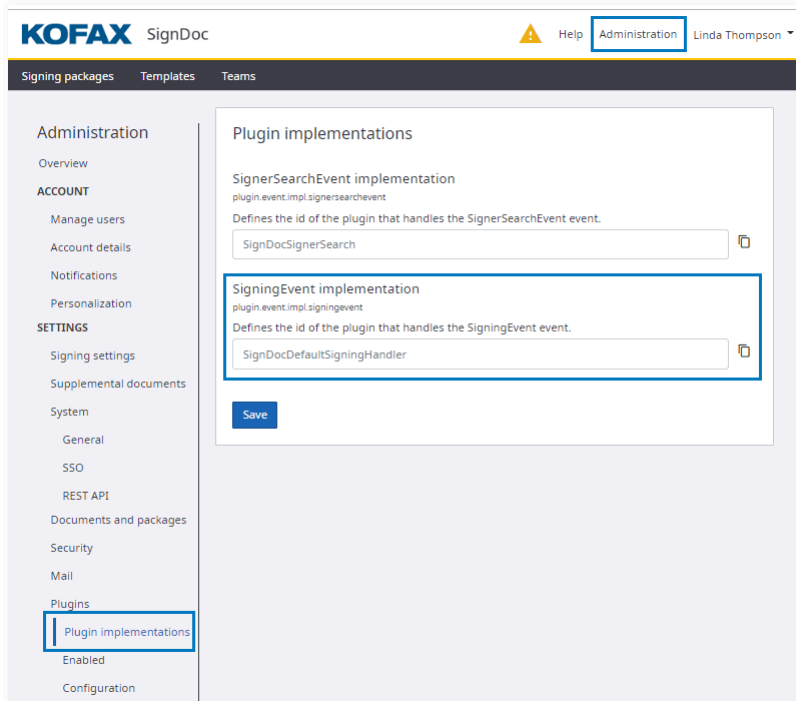 KOFAX SignDoc
Help Administration Linda Thompson
Signing packages Templates Teams
Administration
Overview
ACCOUNT
Manage users
Account details
Notifications
Personalization
SETTINGS
Signing settings
Supplemental documents
System
General
SSO
REST API
Documents and packages
Security
Mail
Plugins
Plugin implementations
Enabled
Configuration
Plugin implementations
SignerSearchEvent implementation
plugin.event.impl.signersearchevent
Defines the id of the plugin that handles the SignerSearchEvent event.
SignDocSignerSearch
SigningEvent implementation
plugin.event.impl.signingevent
Defines the id of the plugin that handles the SigningEvent event.
SignDocDefaultSigningHandler
Save